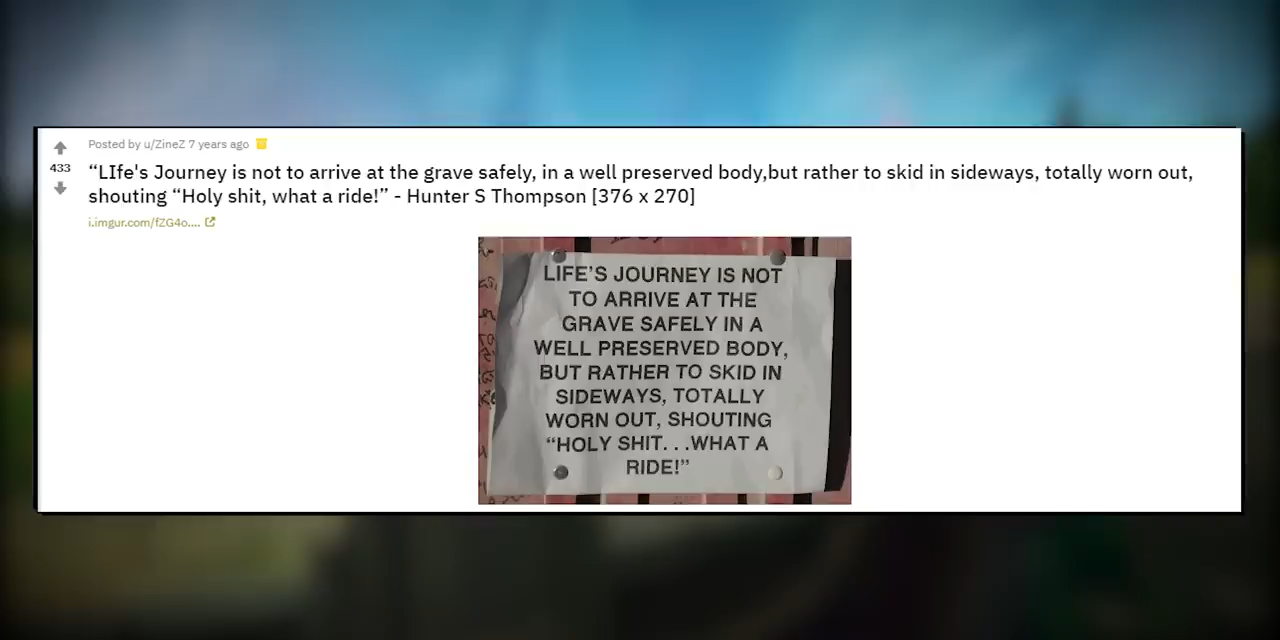 Posted by u/ZineZ 7 years ago
433
“LIfe's Journey is not to arrive at the grave safely, in a well preserved body,but rather to skid in sideways, totally worn out,
shouting “Holy shit, what a ride!” - Hunter S Thompson [376 x 270]
i.imgur.com/fZG4o....
LIFE’S JOURNEY IS NOT
TO ARRIVE AT THE
GRAVE SAFELY IN A
WELL PRESERVED BODY,
BUT RATHER TO SKID IN
SIDEWAYS, TOTALLY
WORN OUT, SHOUTING
“HOLY SHIT...WHAT A
RIDE!”